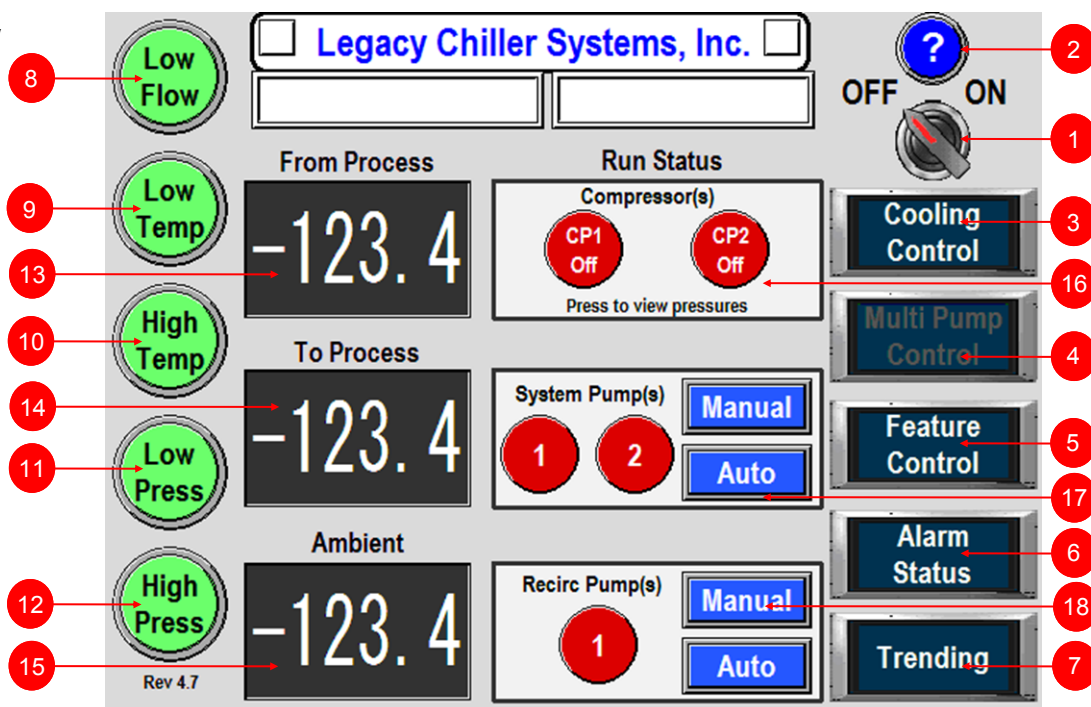 Legacy Chiller Systems, Inc.
?
OFF ON
8
Low
Flow
2
1
From Process
Run Status
9
Low
Temp
13
-123.4
Compressor(s)
CP1
Off
CP2
Off
Press to view pressures
16
Cooling
Control
3
10
High
Temp
Multi Pump
Control
4
To Process
14
-123.4
System Pump(s)
1
2
Manual
Auto
17
Feature
Control
5
11
Low
Press
Alarm
Status
6
Ambient
12
High
Press
15
-123.4
Recirc Pump(s)
1
Manual
18
Auto
Trending
7
Rev 4.7